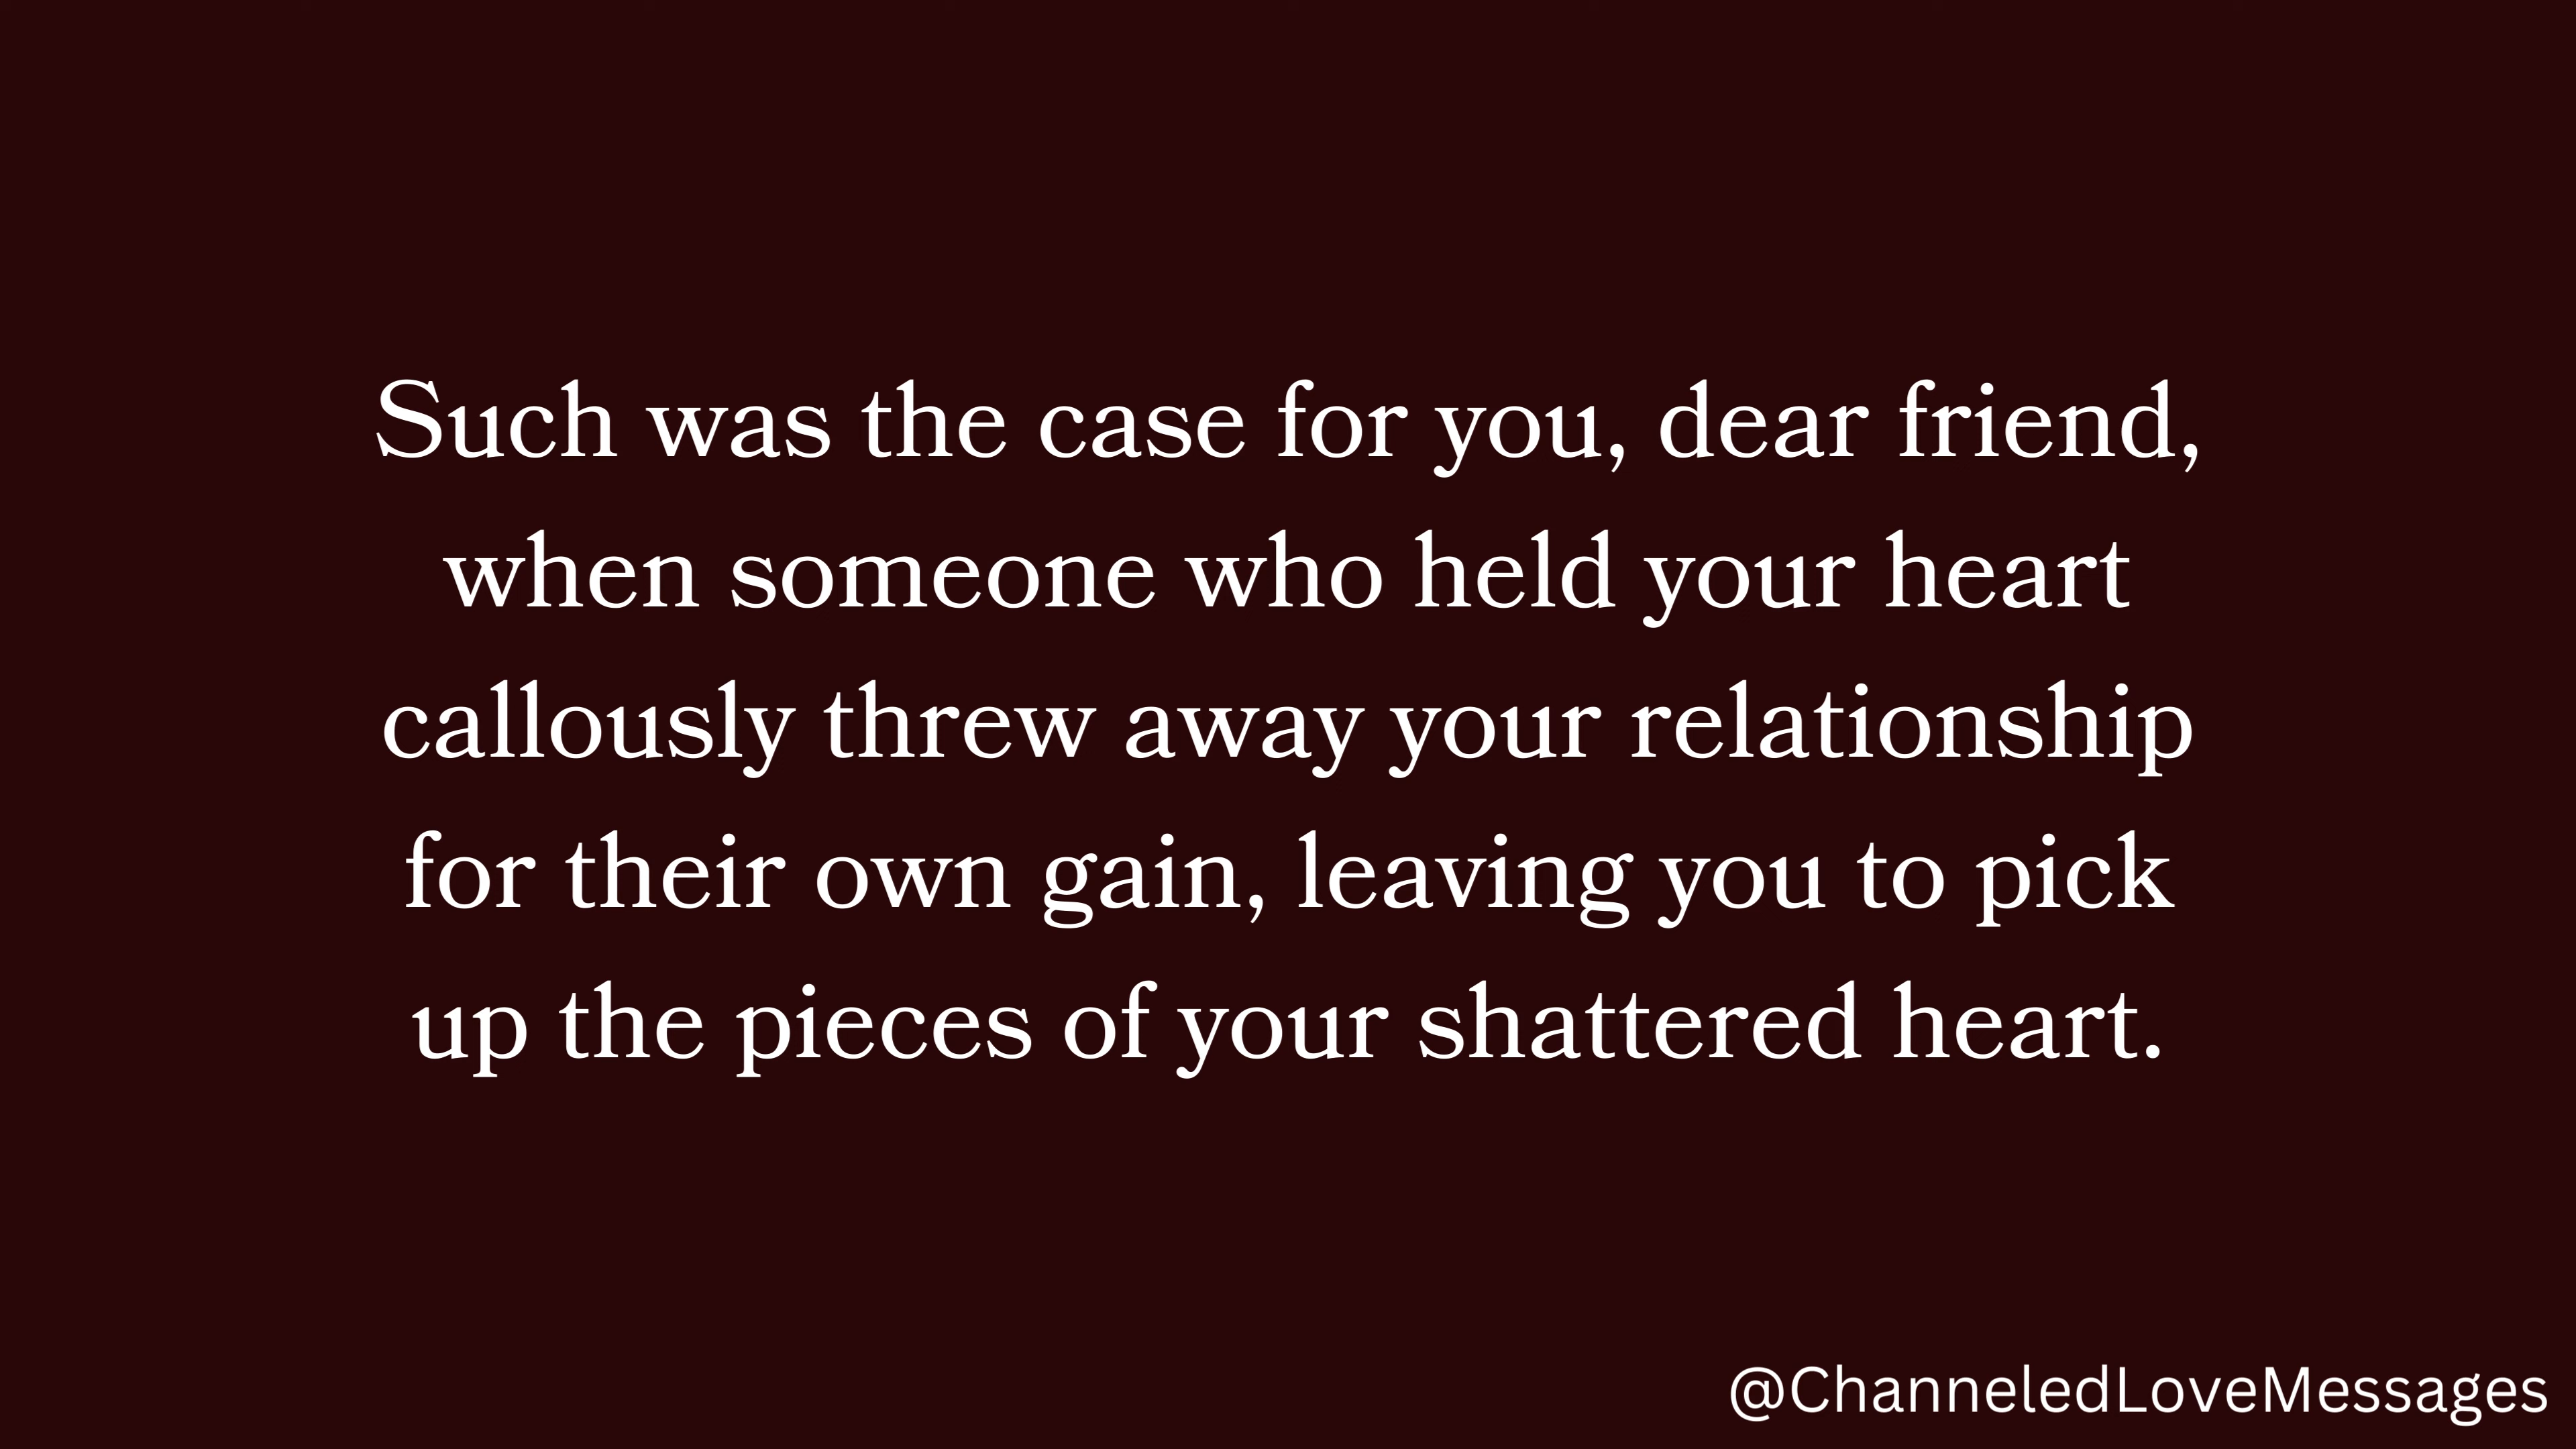 Such was the case for you, dear friend,
when someone who held your heart
callously threw away your relationship
for their own gain, leaving you to pick
up the pieces of your shattered heart.
@ChanneledLoveMessages